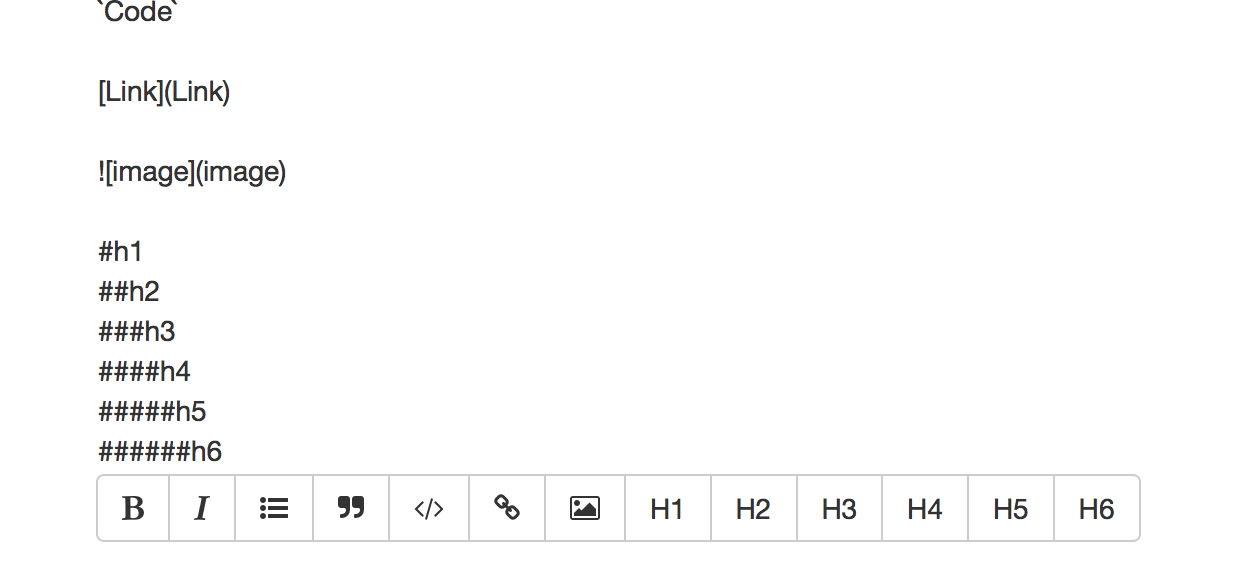 `Code`
[Link](Link)
![image](image)
#h1
##h2
###h3
####h4
#####h5
######h6
B I </> H1 H2 H3 H4 H5 H6